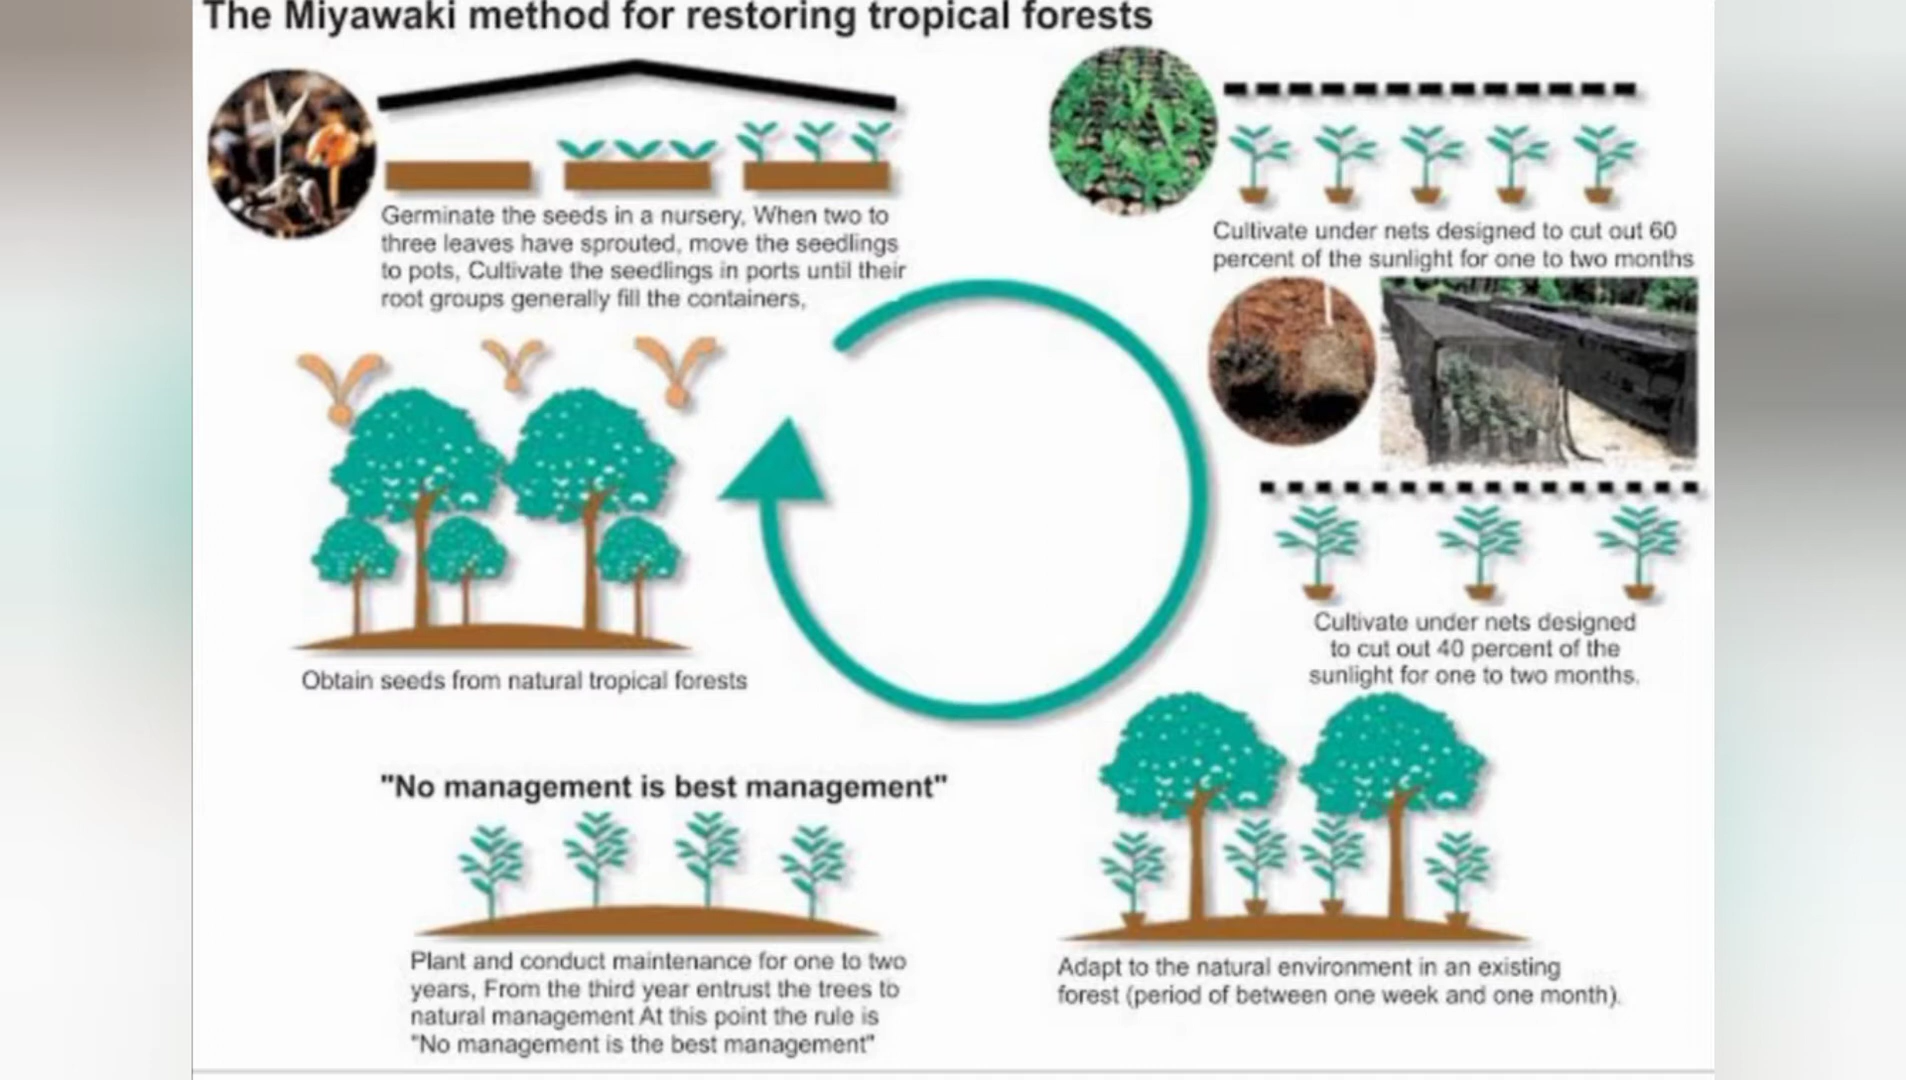 The Miyawaki method for restoring tropical forests
Germinate the seeds in a nursery, When two to
three leaves have sprouted, move the seedlings
to pots, Cultivate the seedlings in ports until their
root groups generally fill the containers,
Cultivate under nets designed to cut out 60
percent of the sunlight for one to two months
Cultivate under nets designed
to cut out 40 percent of the
sunlight for one to two months.
Obtain seeds from natural tropical forests
"No management is best management"
Plant and conduct maintenance for one to two
years, From the third year entrust the trees to
natural management At this point the rule is
"No management is the best management"
Adapt to the natural environment in an existing
forest (period of between one week and one month).